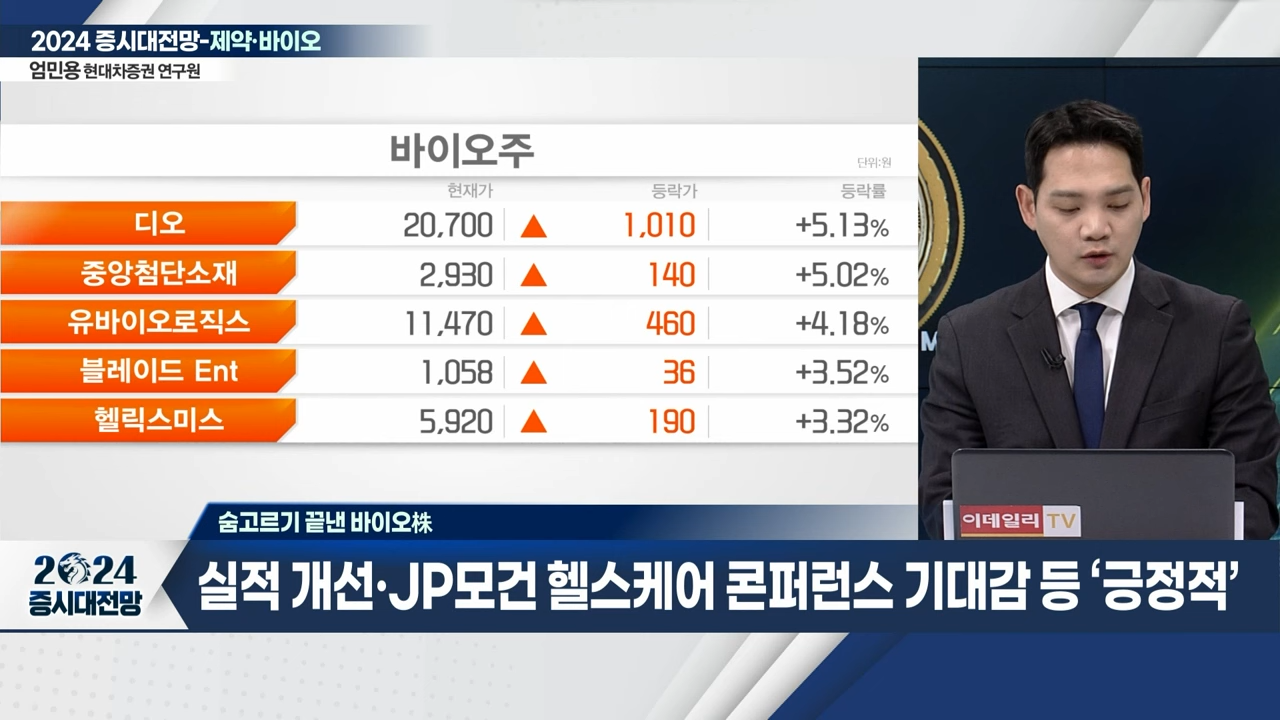 2024 증시대전망-제약·바이오
엄민용 현대차증권 연구원
바이오주
단위:원
현재가 등락가 등락률
디오 20,700 ▲ 1,010 +5.13%
중앙첨단소재 2,930 ▲ 140 +5.02%
유바이오로직스 11,470 ▲ 460 +4.18%
블레이드 Ent 1,058 ▲ 36 +3.52%
헬릭스미스 5,920 ▲ 190 +3.32%
이데일리TV
숨고르기 끝낸 바이오株
2024
증시대전망
실적 개선·JP모건 헬스케어 콘퍼런스 기대감 등 ‘긍정적’